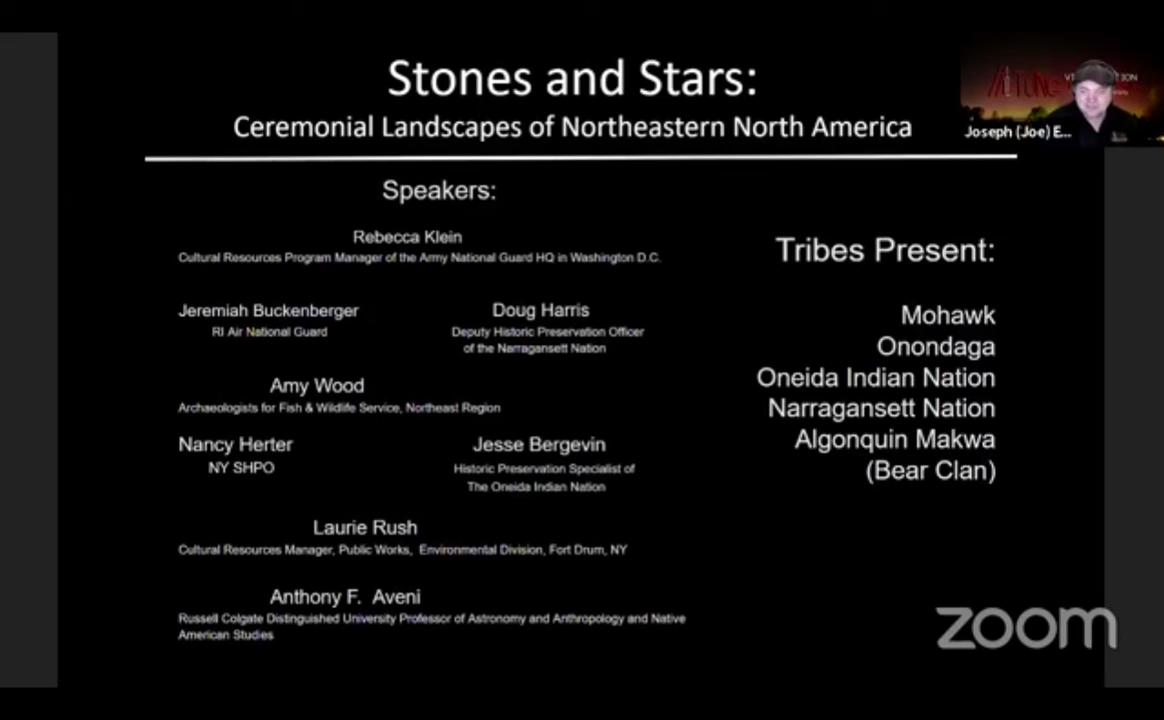 Stones and Stars:
Ceremonial Landscapes of Northeastern North America
Joseph (Joe) E...
Speakers:
Rebecca Klein
Cultural Resources Program Manager of the Army National Guard HQ in Washington D.C.
Jeremiah Buckenberger
RI Air National Guard
Doug Harris
Deputy Historic Preservation Officer
of the Narragansett Nation
Amy Wood
Archaeologists for Fish & Wildlife Service, Northeast Region
Nancy Herter
NY SHPO
Jesse Bergevin
Historic Preservation Specialist of
The Oneida Indian Nation
Laurie Rush
Cultural Resources Manager, Public Works, Environmental Division, Fort Drum, NY
Anthony F. Aveni
Russell Colgate Distinguished University Professor of Astronomy and Anthropology and Native
American Studies
Tribes Present:
Mohawk
Onondaga
Oneida Indian Nation
Narragansett Nation
Algonquin Makwa
(Bear Clan)
zoom